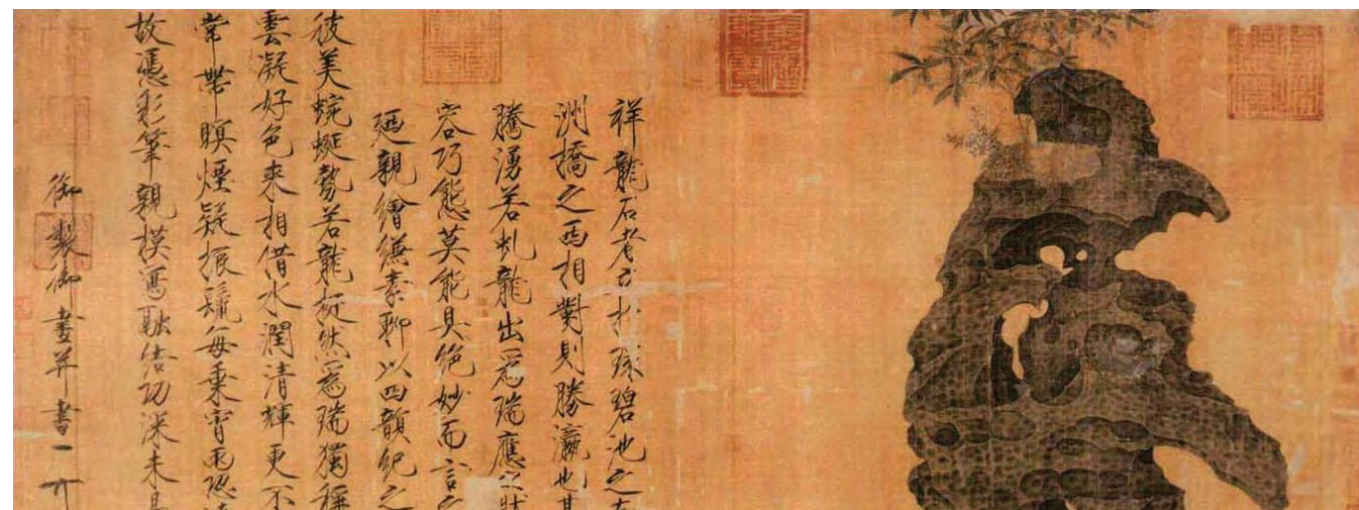 祥龍石者立於環碧池之南
洲橋之西相對則勝瀛也其
騰湧若虬龍出為瑞應之狀
容巧態莫能具絕妙而言之
廼親繪縑素聊以四韻紀之
彼美蜿蜒勢若龍挺然為瑞獨稱
雲凝好色來相借水潤清輝更不
常帶暝煙疑振鬣每乘宵雨恐
故憑彩筆親模寫融結功深未易
御製御畫并書